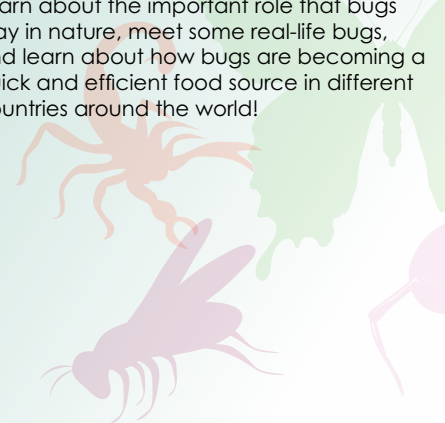 arn about the important role that bugs
ay in nature, meet some real-life bugs,
nd learn about how bugs are becoming a
ick and efficient food source in different
ountries around the world!